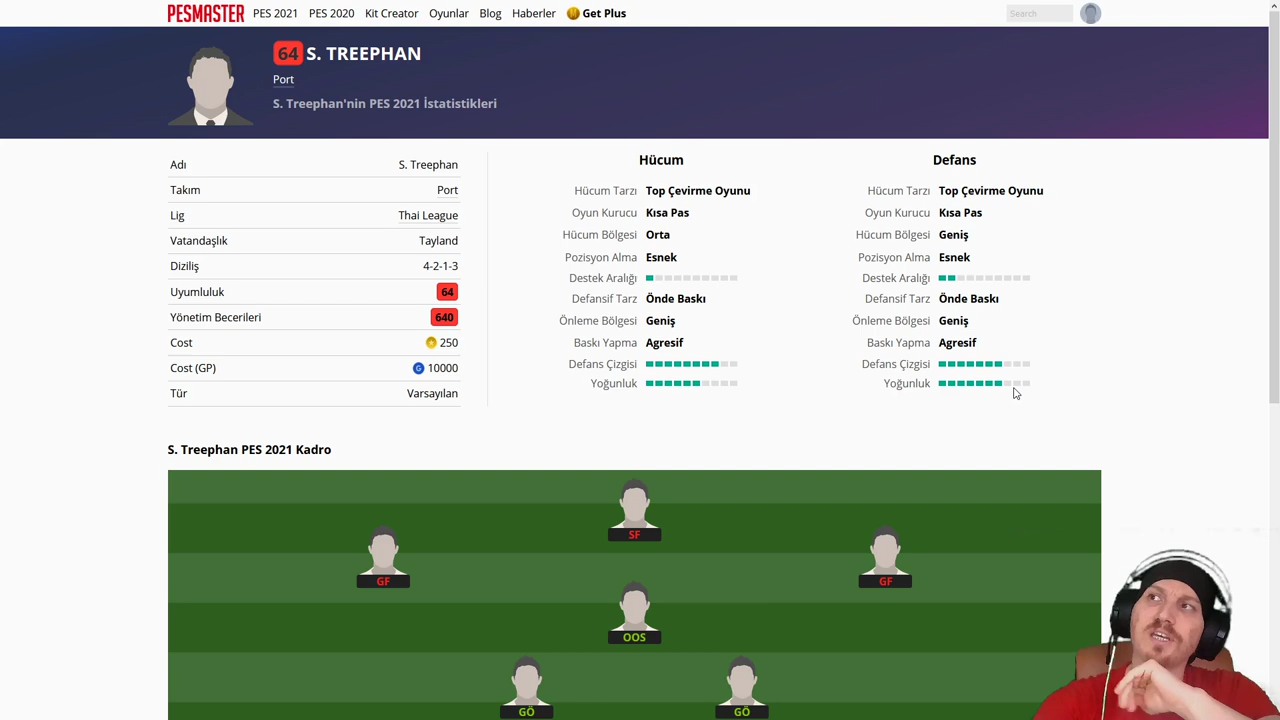 PESMASTER PES 2021 PES 2020 Kit Creator Oyunlar Blog Haberler Get Plus Search
64 S. TREEPHAN
Port
S. Treephan'nin PES 2021 İstatistikleri
Adı S. Treephan
Takım Port
Lig Thai League
Vatandaşlık Tayland
Diziliş 4-2-1-3
Uyumluluk 64
Yönetim Becerileri 640
Cost 250
Cost (GP) G 10000
Tür Varsayılan
Hücum
Hücum Tarzı Top Çevirme Oyunu
Oyun Kurucu Kısa Pas
Hücum Bölgesi Orta
Pozisyon Alma Esnek
Destek Aralığı
Defansif Tarz Önde Baskı
Önleme Bölgesi Geniş
Baskı Yapma Agresif
Defans Çizgisi
Yoğunluk
Defans
Hücum Tarzı Top Çevirme Oyunu
Oyun Kurucu Kısa Pas
Hücum Bölgesi Geniş
Pozisyon Alma Esnek
Destek Aralığı
Defansif Tarz Önde Baskı
Önleme Bölgesi Geniş
Baskı Yapma Agresif
Defans Çizgisi
Yoğunluk
S. Treephan PES 2021 Kadro
SF
GF GF
OOS
GÖ GÖ